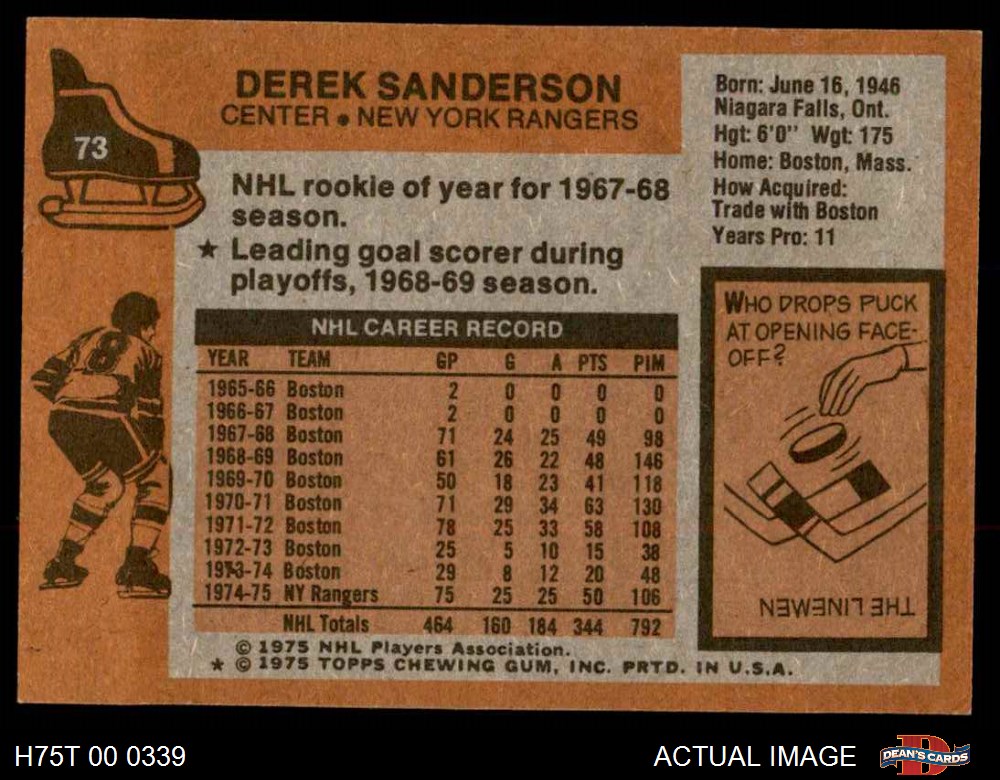 DEREK SANDERSON
CENTER • NEW YORK RANGERS
73
NHL rookie of year for 1967-68
season.
★ Leading goal scorer during
playoffs, 1968-69 season.
Born: June 16, 1946
Niagara Falls, Ont.
Hgt: 6'0" Wgt: 175
Home: Boston, Mass.
How Acquired:
Trade with Boston
Years Pro: 11
NHL CAREER RECORD
YEAR TEAM GP G A PTS PIM
1965-66 Boston 2 0 0 0 0
1966-67 Boston 2 0 0 0 0
1967-68 Boston 71 24 25 49 98
1968-69 Boston 61 26 22 48 146
1969-70 Boston 50 18 23 41 118
1970-71 Boston 71 29 34 63 130
1971-72 Boston 78 25 33 58 108
1972-73 Boston 25 5 10 15 38
1973-74 Boston 29 8 12 20 48
1974-75 NY Rangers 75 25 25 50 106
NHL Totals 464 160 184 344 792
© 1975 NHL Players Association.
★ © 1975 TOPPS CHEWING GUM, INC. PRTD. IN U.S.A.
8
WHO DROPS PUCK
AT OPENING FACE-
OFF?
THE LINEMEN
H75T 00 0339
ACTUAL IMAGE
DEAN'S CARDS